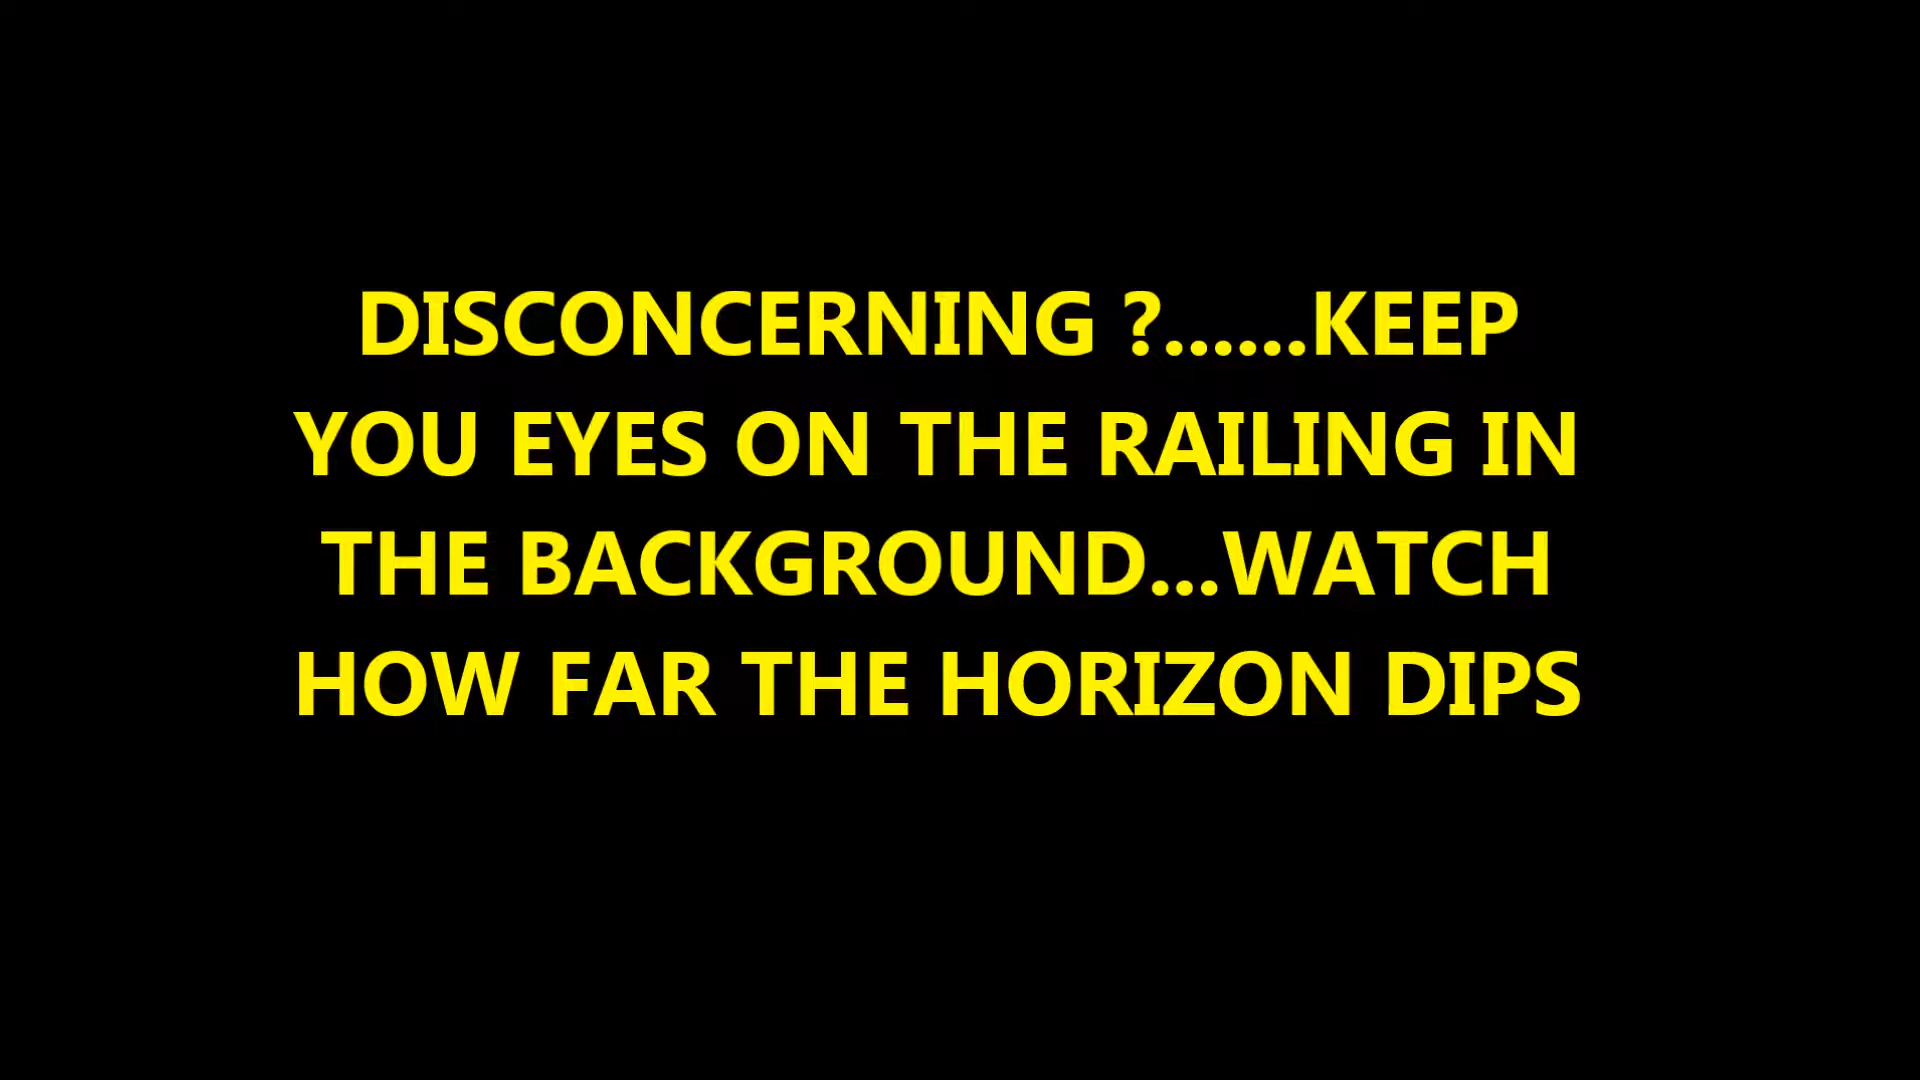 DISCONCERNING ?......KEEP
YOU EYES ON THE RAILING IN
THE BACKGROUND...WATCH
HOW FAR THE HORIZON DIPS